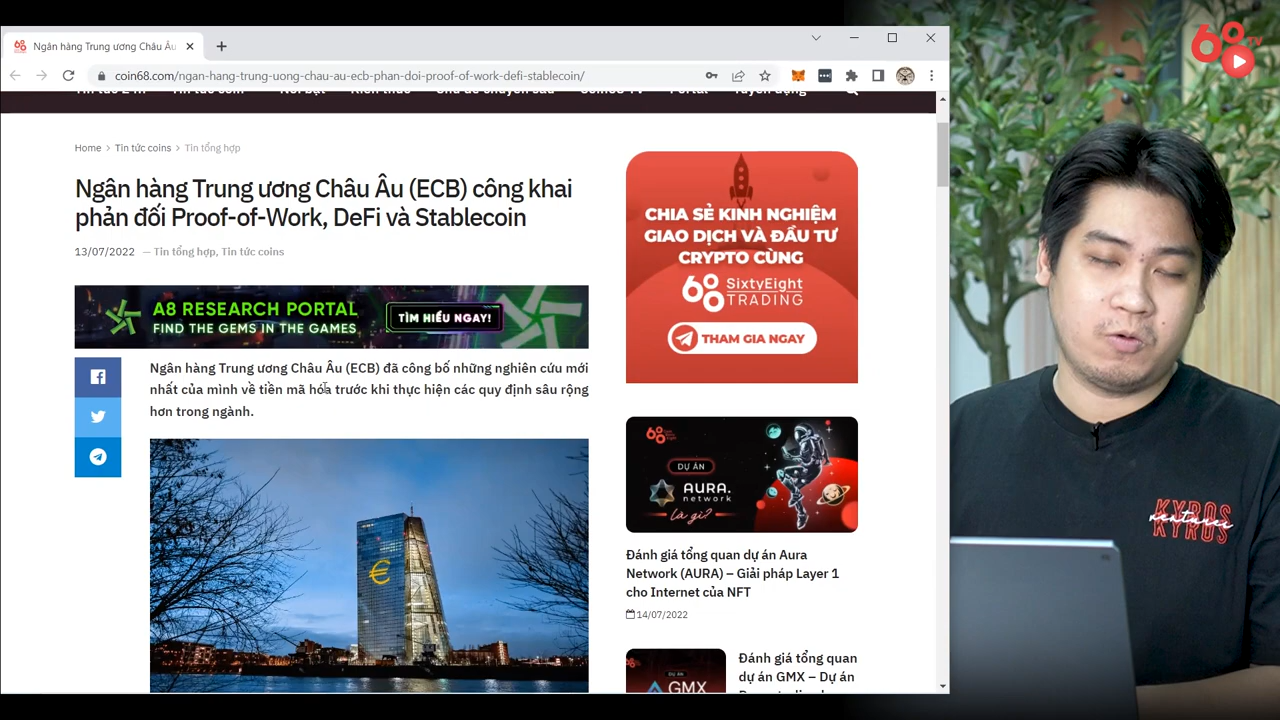 Ngân hàng Trung ương Châu Âu
coin68.com/ngan-hang-trung-uong-chau-au-ecb-phan-doi-proof-of-work-defi-stablecoin/
Home > Tin tức coins > Tin tổng hợp
Ngân hàng Trung ương Châu Âu (ECB) công khai
phản đối Proof-of-Work, DeFi và Stablecoin
13/07/2022 — Tin tổng hợp, Tin tức coins
A8 RESEARCH PORTAL
FIND THE GEMS IN THE GAMES
TÌM HIỂU NGAY!
Ngân hàng Trung ương Châu Âu (ECB) đã công bố những nghiên cứu mới
nhất của mình về tiền mã hóa trước khi thực hiện các quy định sâu rộng
hơn trong ngành.
€
CHIA SẺ KINH NGHIỆM
GIAO DỊCH VÀ ĐẦU TƯ
CRYPTO CÙNG
68 SixtyEight
TRADING
THAM GIA NGAY
68
DỰ ÁN
AURA.
network
là gì?
Đánh giá tổng quan dự án Aura
Network (AURA) – Giải pháp Layer 1
cho Internet của NFT
14/07/2022
DỰ ÁN
GMX
Đánh giá tổng quan
dự án GMX – Dự án
68 TV
KYROS
ventures
KYROS